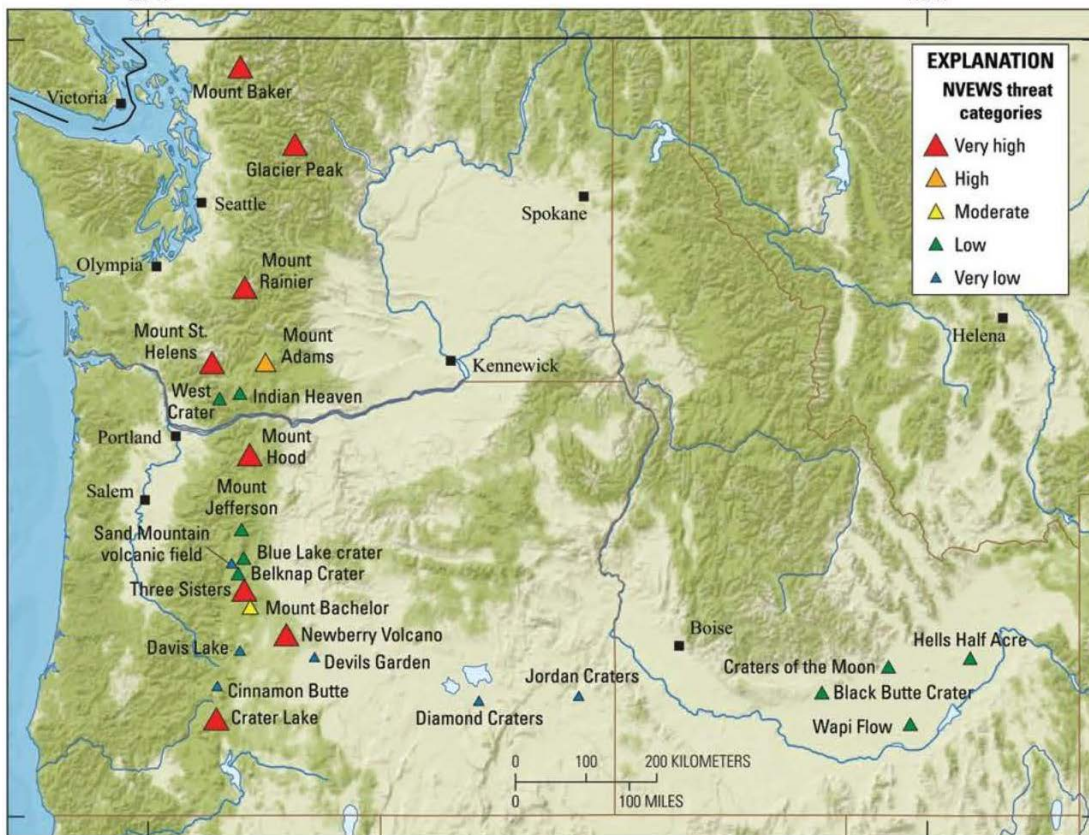 Mount Baker
Victoria
Glacier Peak
Seattle
Spokane
Olympia
Mount
Rainier
Mount St.
Helens
Mount
Adams
Kennewick
Helena
West
Crater
Indian Heaven
Portland
Mount
Hood
Salem
Mount
Jefferson
Sand Mountain
volcanic field
Blue Lake crater
Belknap Crater
Three Sisters
Mount Bachelor
Newberry Volcano
Boise
Davis Lake
Devils Garden
Hells Half Acre
Craters of the Moon
Jordan Craters
Cinnamon Butte
Black Butte Crater
Crater Lake
Diamond Craters
Wapi Flow
0 100 200 KILOMETERS
0 100 MILES
EXPLANATION
NVEWS threat
categories
Very high
High
Moderate
Low
Very low